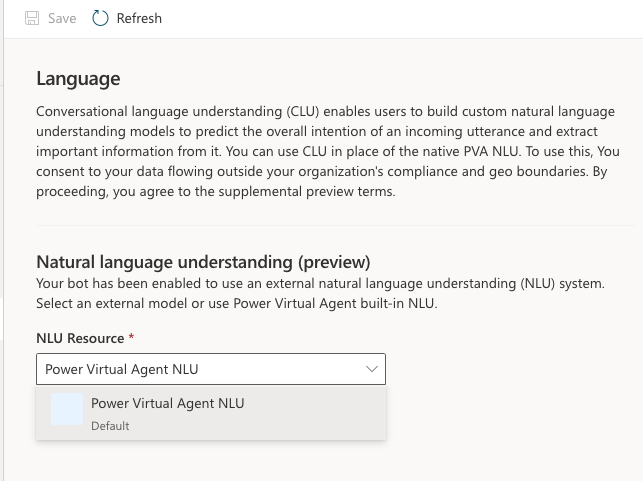 Save Refresh
Language
Conversational language understanding (CLU) enables users to build custom natural language
understanding models to predict the overall intention of an incoming utterance and extract
important information from it. You can use CLU in place of the native PVA NLU. To use this, You
consent to your data flowing outside your organization's compliance and geo boundaries. By
proceeding, you agree to the supplemental preview terms.
Natural language understanding (preview)
Your bot has been enabled to use an external natural language understanding (NLU) system.
Select an external model or use Power Virtual Agent built-in NLU.
NLU Resource *
Power Virtual Agent NLU
Power Virtual Agent NLU
Default